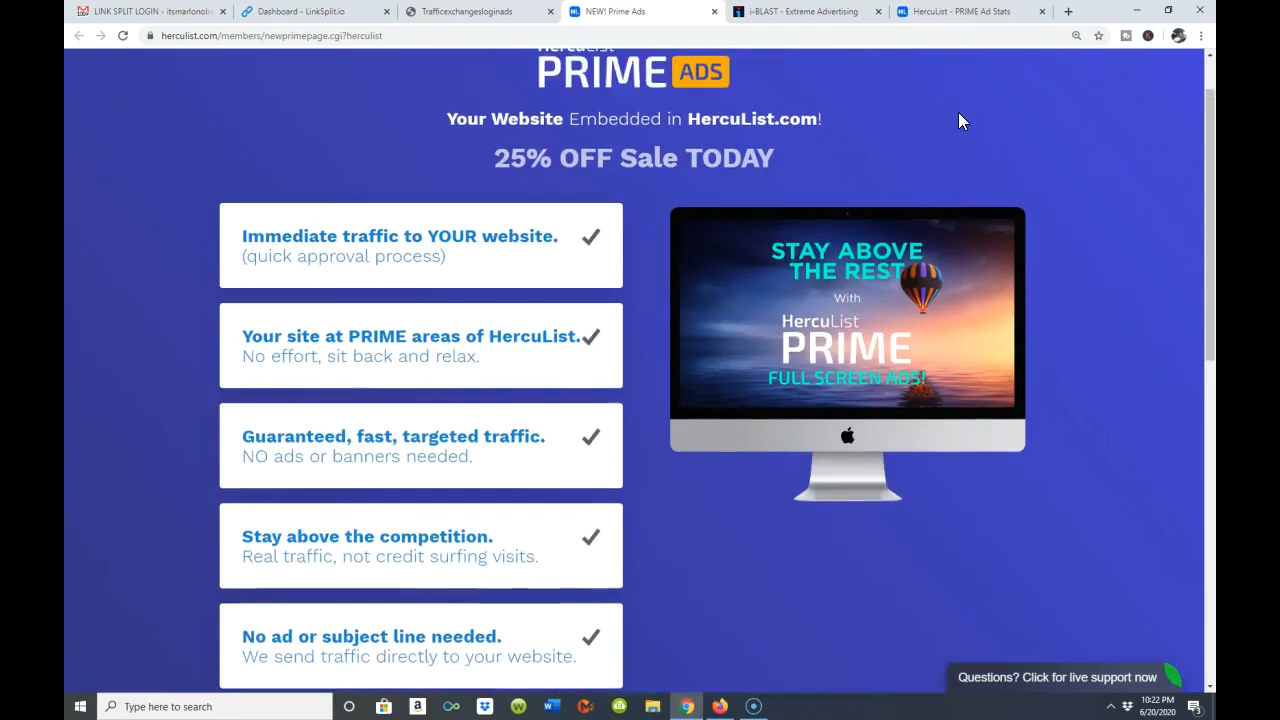 LINK SPLIT LOGIN - itsmarlonob
Dashboard - LinkSplit.io
Trafficexchangesloginads
NEW! Prime Ads
i-BLAST - Extreme Advertising
HercuList - PRIME Ad Stats
herculist.com/members/newprimepage.cgi?herculist
HercuList
PRIME ADS
Your Website Embedded in HercuList.com!
25% OFF Sale TODAY
Immediate traffic to YOUR website.
(quick approval process)
Your site at PRIME areas of HercuList.
No effort, sit back and relax.
Guaranteed, fast, targeted traffic.
NO ads or banners needed.
Stay above the competition.
Real traffic, not credit surfing visits.
No ad or subject line needed.
We send traffic directly to your website.
STAY ABOVE
THE REST
With
HercuList
PRIME
FULL SCREEN ADS!
Questions? Click for live support now
Type here to search
10:22 PM
6/20/2020